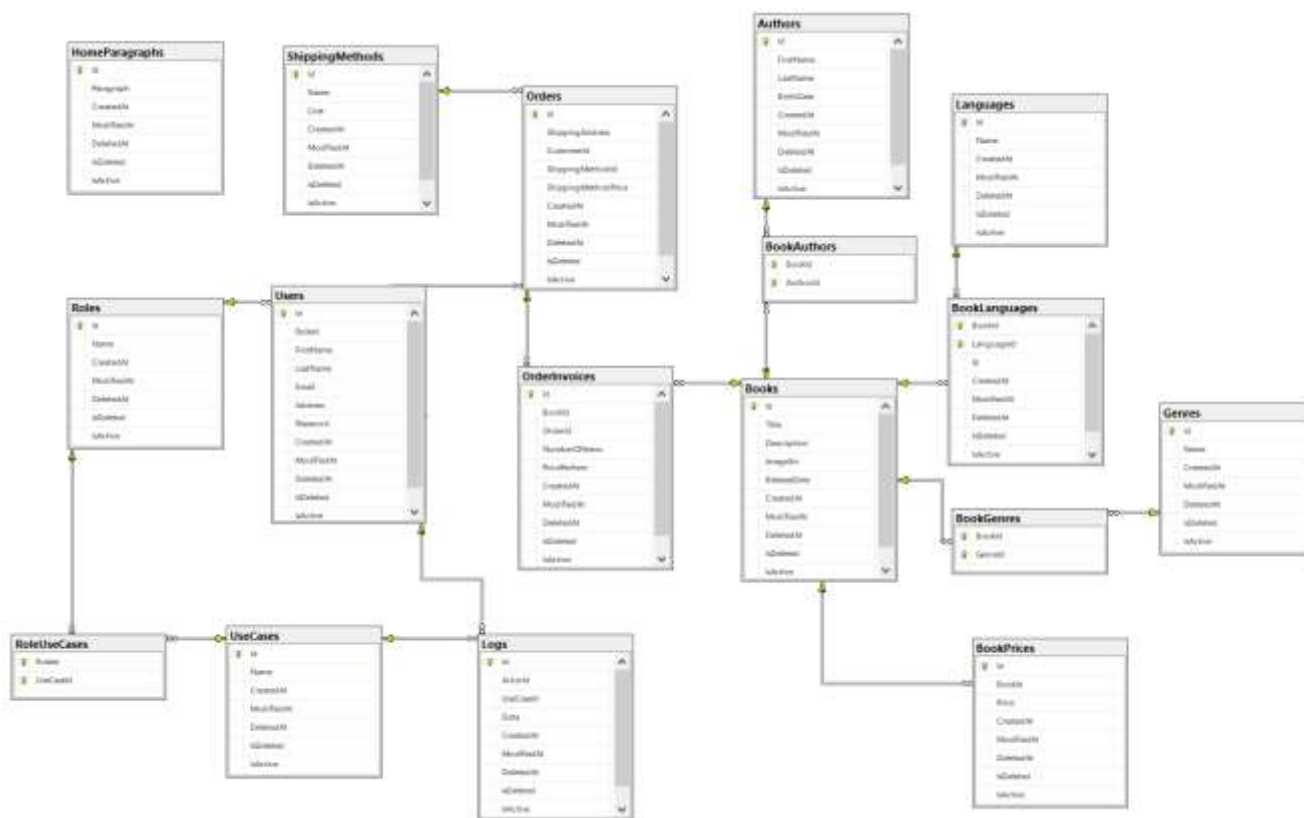 HomeParagraphs
Id
Paragraph
CreatedAt
ModifiedAt
DeletedAt
IsDeleted
IsActive
ShippingMethods
Id
Name
Cost
CreatedAt
ModifiedAt
DeletedAt
IsDeleted
IsActive
Orders
Id
ShippingAddress
CustomerId
ShippingMethodId
ShippingMethodPrice
CreatedAt
ModifiedAt
DeletedAt
IsDeleted
IsActive
Authors
Id
FirstName
LastName
BirthDate
CreatedAt
ModifiedAt
DeletedAt
IsDeleted
IsActive
Languages
Id
Name
CreatedAt
ModifiedAt
DeletedAt
IsDeleted
IsActive
BookAuthors
BookId
AuthorId
Roles
Id
Name
CreatedAt
ModifiedAt
DeletedAt
IsDeleted
IsActive
Users
Id
RoleId
FirstName
LastName
Email
Address
Password
CreatedAt
ModifiedAt
DeletedAt
IsDeleted
IsActive
OrderInvoices
Id
BookId
OrderId
NumberOfItems
PricePerItem
CreatedAt
ModifiedAt
DeletedAt
IsDeleted
IsActive
Books
Id
Title
Description
ImageSrc
ReleaseDate
CreatedAt
ModifiedAt
DeletedAt
IsDeleted
IsActive
BookLanguages
BookId
LanguageId
Id
CreatedAt
ModifiedAt
DeletedAt
IsDeleted
IsActive
Genres
Id
Name
CreatedAt
ModifiedAt
DeletedAt
IsDeleted
IsActive
BookGenres
BookId
GenreId
RoleUseCases
RoleId
UseCaseId
UseCases
Id
Name
CreatedAt
ModifiedAt
DeletedAt
IsDeleted
IsActive
Logs
Id
ActorId
UseCaseId
Data
CreatedAt
ModifiedAt
DeletedAt
IsDeleted
IsActive
BookPrices
Id
BookId
Price
CreatedAt
ModifiedAt
DeletedAt
IsDeleted
IsActive